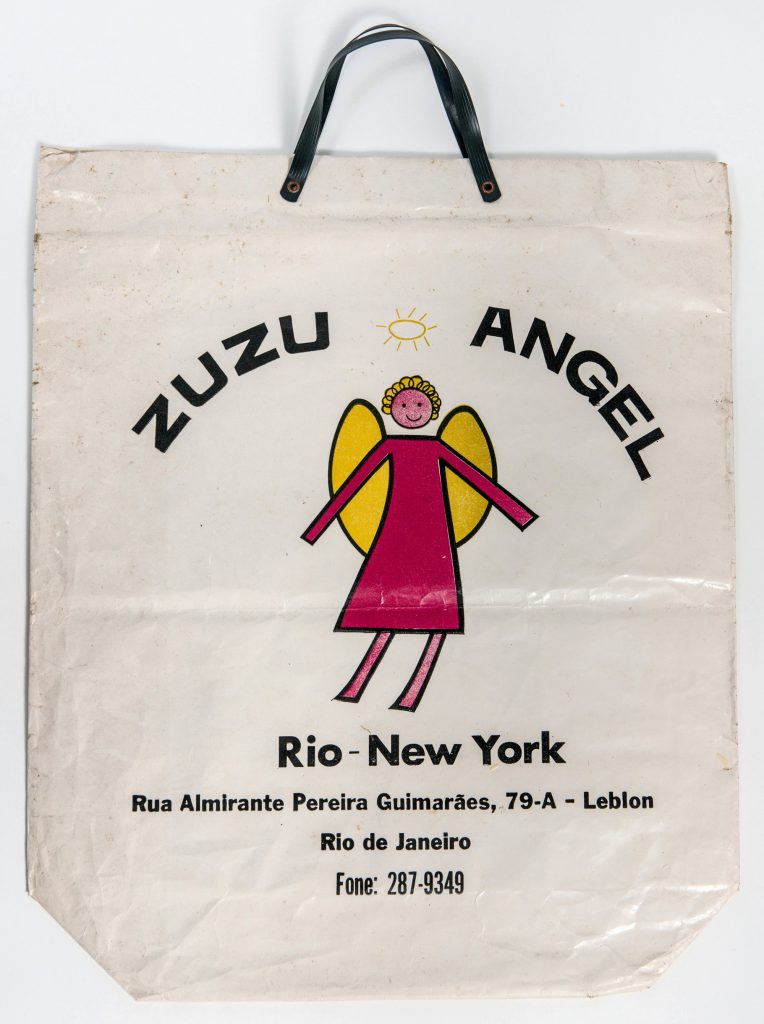 ZUZU ANGEL
Rio - New York
Rua Almirante Pereira Guimarães, 79-A - Leblon
Rio de Janeiro
Fone: 287-9349